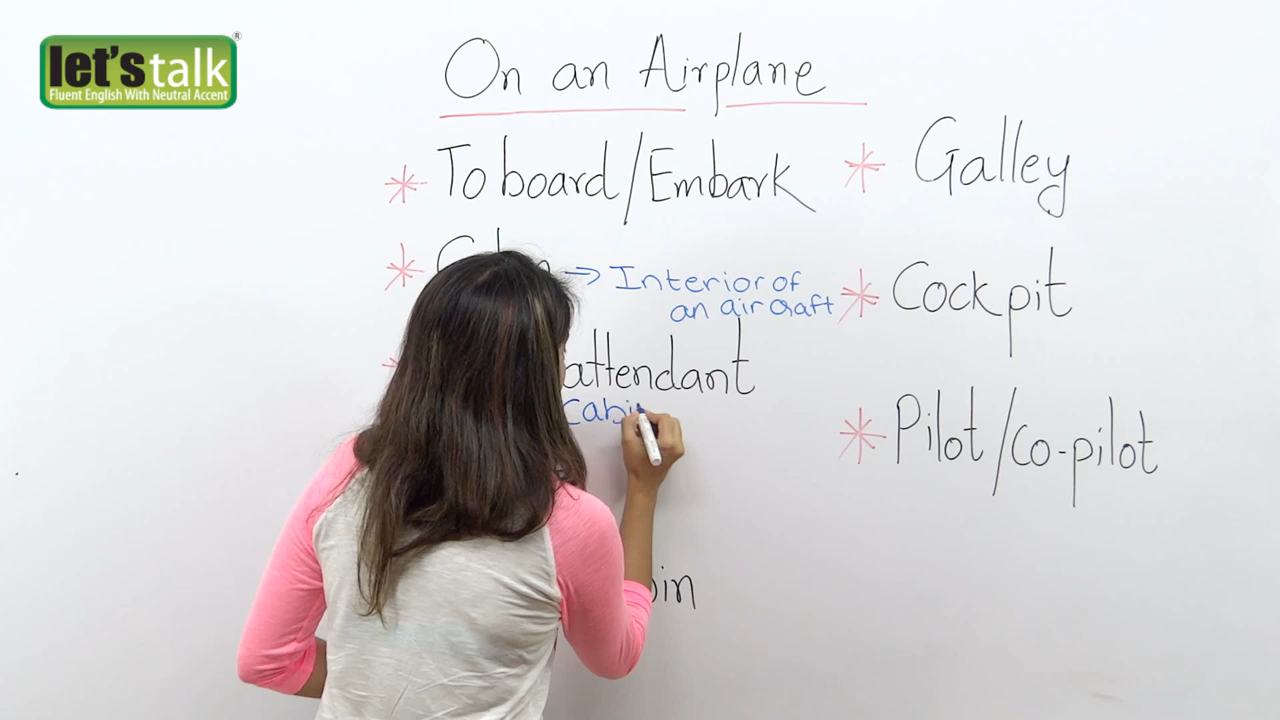 let's talk
Fluent English With Neutral Accent
On an Airplane
To board/Embark
→ Interior of
an aircraft
attendant
Cabi
Galley
Cockpit
Pilot/co-pilot